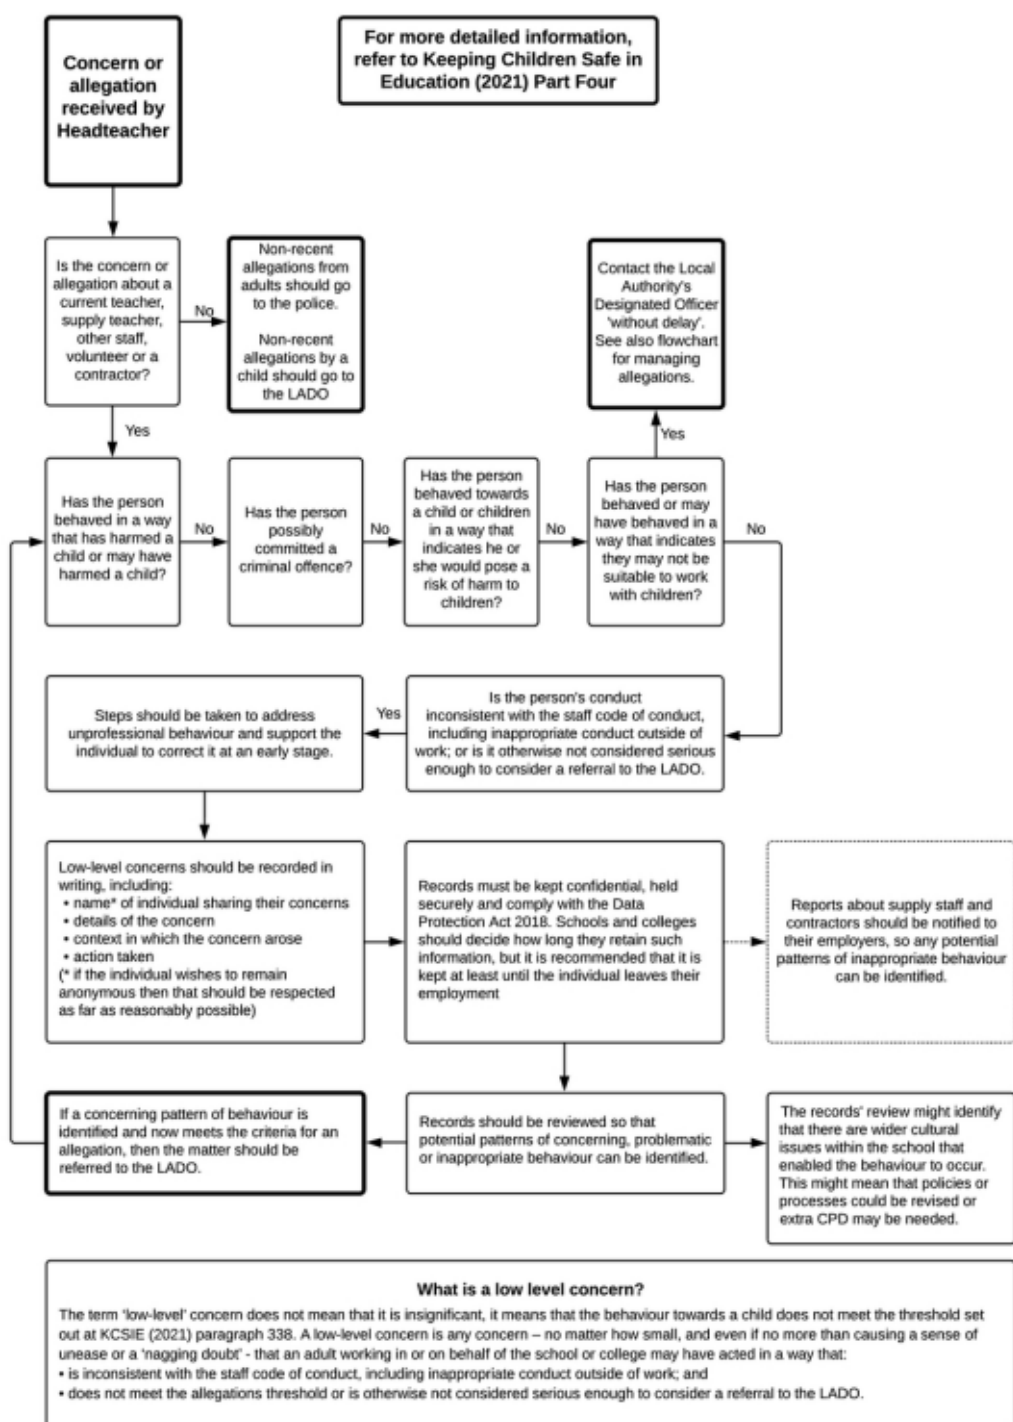 Concern or
allegation
received by
Headteacher
For more detailed information,
refer to Keeping Children Safe in
Education (2021) Part Four
Is the concern or
allegation about a
current teacher,
supply teacher,
other staff,
volunteer or a
contractor?
No
Non-recent
allegations from
adults should go
to the police.
Non-recent
allegations by a
child should go to
the LADO
Contact the Local
Authority's
Designated Officer
'without delay'.
See also flowchart
for managing
allegations.
Yes
Yes
Has the person
behaved in a way
that has harmed a
child or may have
harmed a child?
No
Has the person
possibly
committed a
criminal offence?
No
Has the person
behaved towards
a child or children
in a way that
indicates he or
she would pose a
risk of harm to
children?
No
Has the person
behaved or may
have behaved in a
way that indicates
they may not be
suitable to work
with children?
No
Steps should be taken to address
unprofessional behaviour and support the
individual to correct it at an early stage.
Yes
Is the person's conduct
inconsistent with the staff code of conduct,
including inappropriate conduct outside of
work; or is it otherwise not considered serious
enough to consider a referral to the LADO.
Low-level concerns should be recorded in
writing, including:
• name* of individual sharing their concerns
• details of the concern
• context in which the concern arose
• action taken
(* if the individual wishes to remain
anonymous then that should be respected
as far as reasonably possible)
Records must be kept confidential, held
securely and comply with the Data
Protection Act 2018. Schools and colleges
should decide how long they retain such
information, but it is recommended that it is
kept at least until the individual leaves their
employment
Reports about supply staff and
contractors should be notified to
their employers, so any potential
patterns of inappropriate behaviour
can be identified.
If a concerning pattern of behaviour is
identified and now meets the criteria for an
allegation, then the matter should be
referred to the LADO.
Records should be reviewed so that
potential patterns of concerning, problematic
or inappropriate behaviour can be identified.
The records' review might identify
that there are wider cultural
issues within the school that
enabled the behaviour to occur.
This might mean that policies or
processes could be revised or
extra CPD may be needed.
What is a low level concern?
The term 'low-level' concern does not mean that it is insignificant, it means that the behaviour towards a child does not meet the threshold set
out at KCSIE (2021) paragraph 338. A low-level concern is any concern – no matter how small, and even if no more than causing a sense of
unease or a 'nagging doubt' - that an adult working in or on behalf of the school or college may have acted in a way that:
• is inconsistent with the staff code of conduct, including inappropriate conduct outside of work; and
• does not meet the allegations threshold or is otherwise not considered serious enough to consider a referral to the LADO.